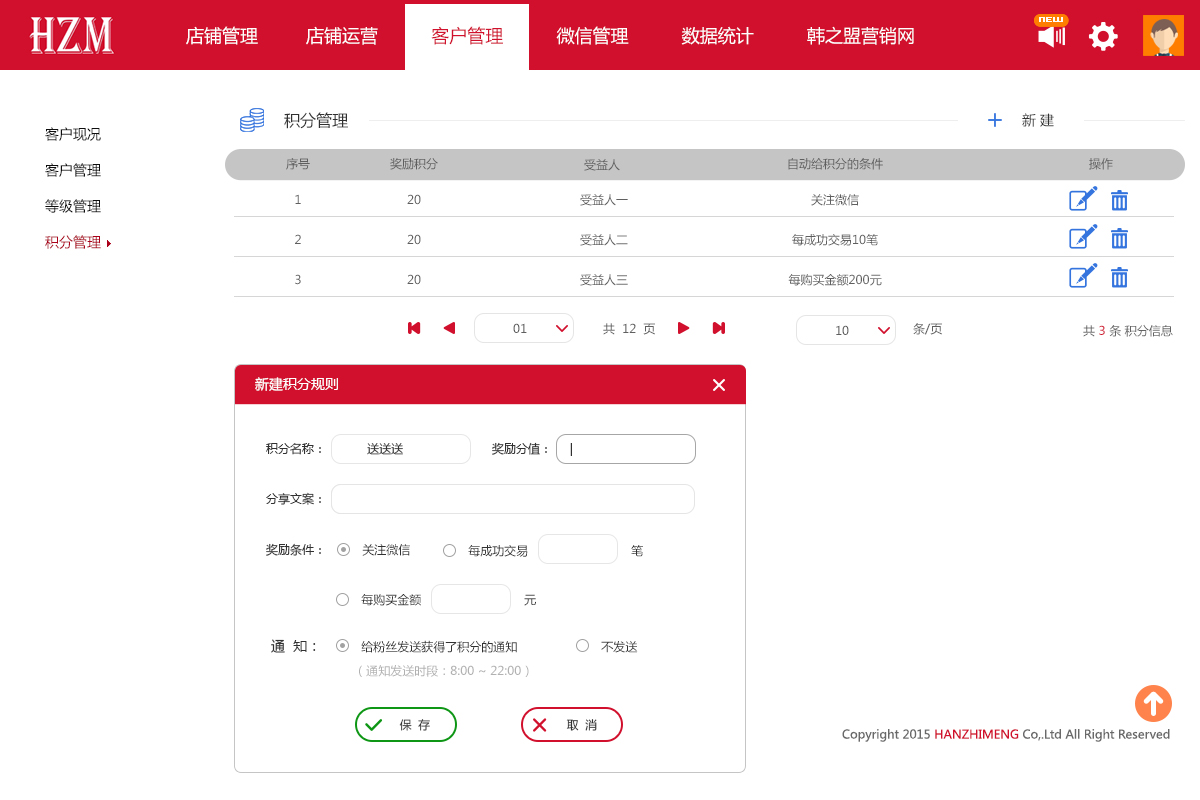 HZM 店铺管理 店铺运营 客户管理 微信管理 数据统计 韩之盟营销网 NEW
客户现况
客户管理
等级管理
积分管理
积分管理 新 建
序号 奖励积分 受益人 自动给积分的条件 操作
1 20 受益人一 关注微信
2 20 受益人二 每成功交易10笔
3 20 受益人三 每购买金额200元
01 共 12 页 10 条/页 共 3 条 积分信息
新建积分规则
积分名称： 送送送 奖励分值：
分享文案：
奖励条件： 关注微信 每成功交易 笔
每购买金额 元
通 知： 给粉丝发送获得了积分的通知 不发送
（ 通知发送时段：8:00 ~ 22:00 ）
保 存 取 消
Copyright 2015 HANZHIMENG Co,.Ltd All Right Reserved